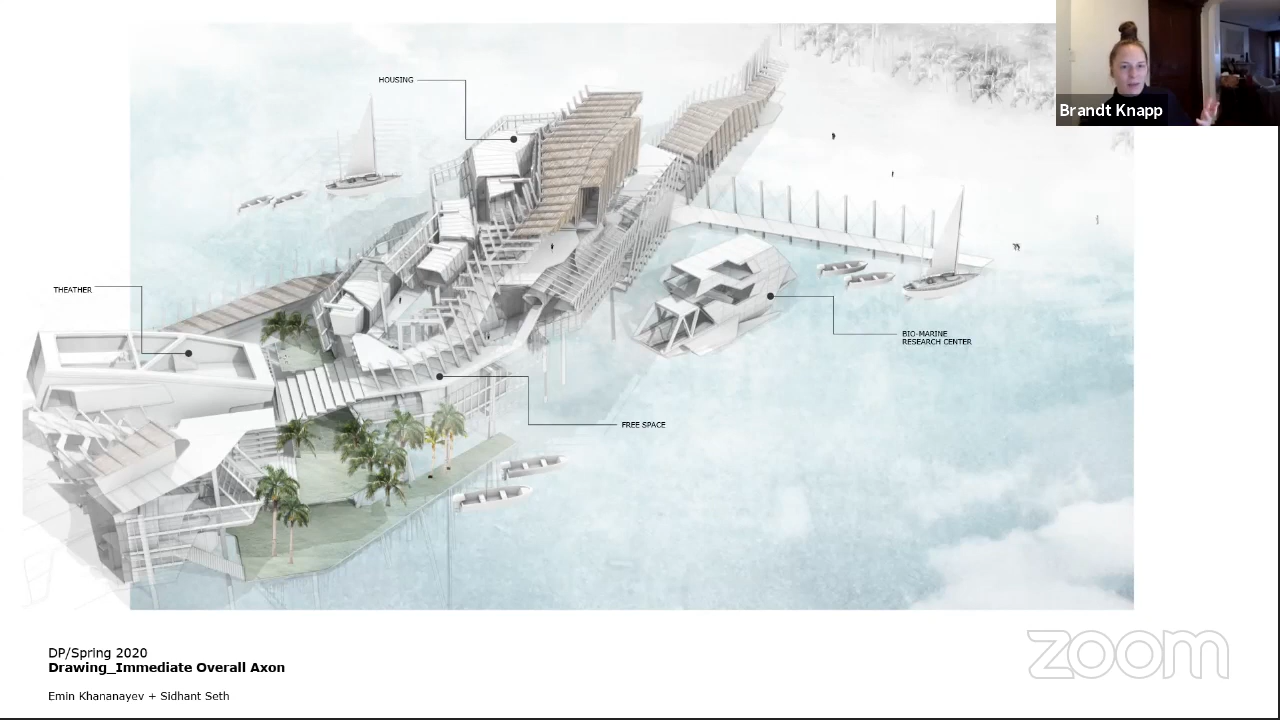 Brandt Knapp
HOUSING
THEATHER
BIO-MARINE
RESEARCH CENTER
FREE SPACE
DP/Spring 2020
Drawing_Immediate Overall Axon
Emin Khananayev + Sidhant Seth
zoom